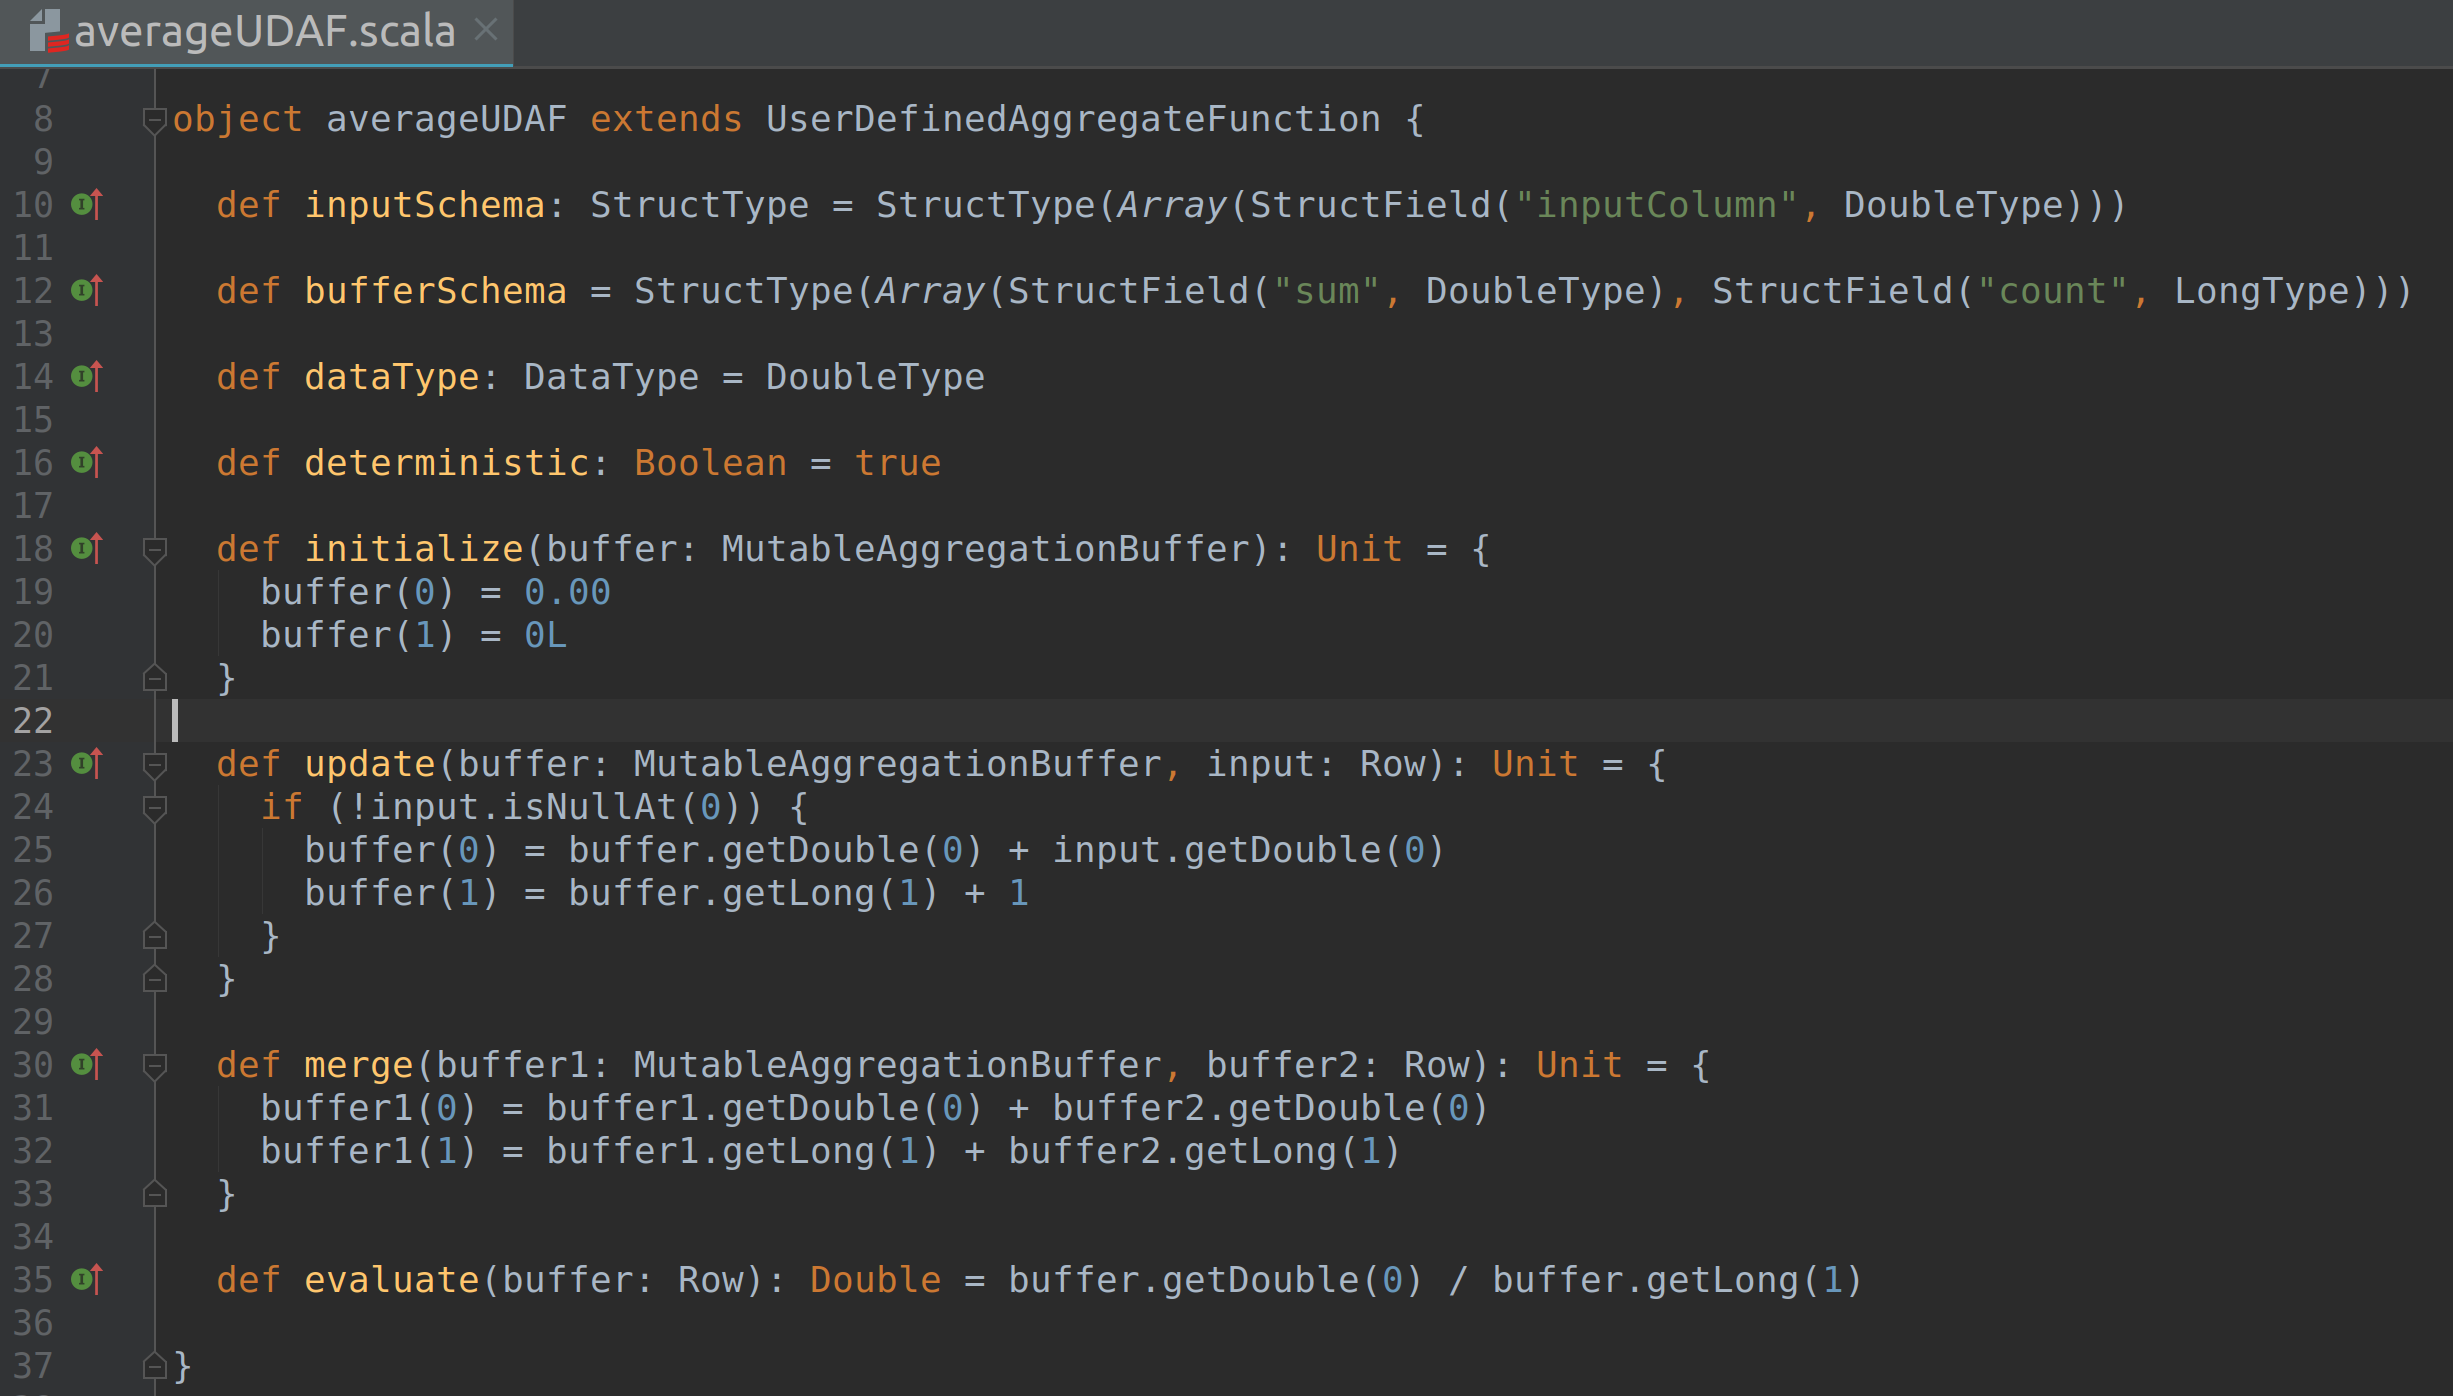 averageUDAF.scala
7
8 object averageUDAF extends UserDefinedAggregateFunction {
9
10   def inputSchema: StructType = StructType(Array(StructField("inputColumn", DoubleType)))
11
12   def bufferSchema = StructType(Array(StructField("sum", DoubleType), StructField("count", LongType)))
13
14   def dataType: DataType = DoubleType
15
16   def deterministic: Boolean = true
17
18   def initialize(buffer: MutableAggregationBuffer): Unit = {
19     buffer(0) = 0.00
20     buffer(1) = 0L
21   }
22
23   def update(buffer: MutableAggregationBuffer, input: Row): Unit = {
24     if (!input.isNullAt(0)) {
25       buffer(0) = buffer.getDouble(0) + input.getDouble(0)
26       buffer(1) = buffer.getLong(1) + 1
27     }
28   }
29
30   def merge(buffer1: MutableAggregationBuffer, buffer2: Row): Unit = {
31     buffer1(0) = buffer1.getDouble(0) + buffer2.getDouble(0)
32     buffer1(1) = buffer1.getLong(1) + buffer2.getLong(1)
33   }
34
35   def evaluate(buffer: Row): Double = buffer.getDouble(0) / buffer.getLong(1)
36
37 }